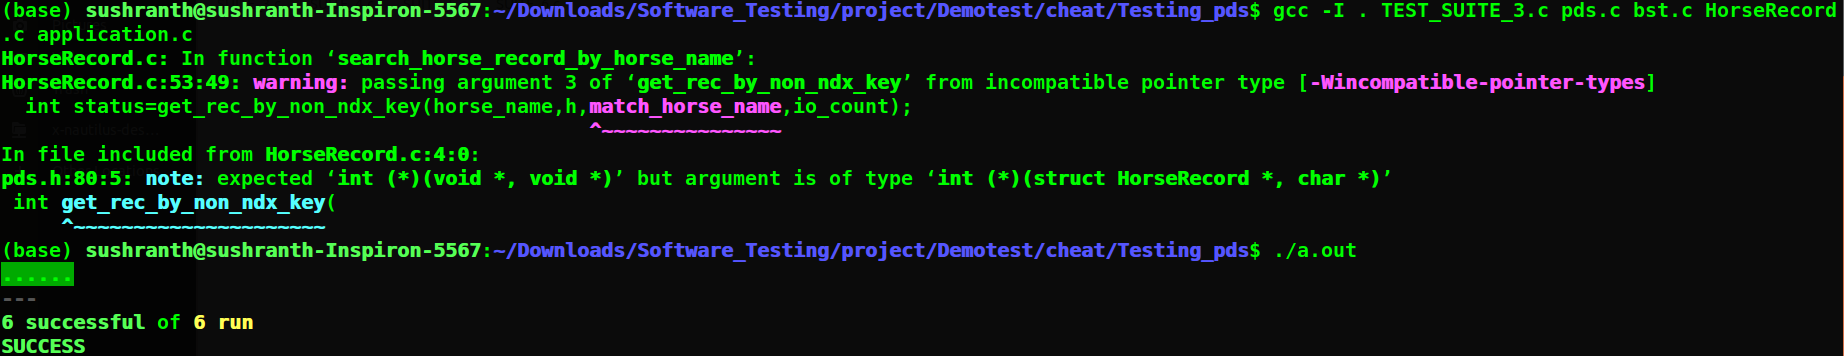 (base) sushranth@sushranth-Inspiron-5567:~/Downloads/Software_Testing/project/Demotest/cheat/Testing_pds$ gcc -I . TEST_SUITE_3.c pds.c bst.c HorseRecord
.c application.c
HorseRecord.c: In function ‘search_horse_record_by_horse_name’:
HorseRecord.c:53:49: warning: passing argument 3 of ‘get_rec_by_non_ndx_key’ from incompatible pointer type [-Wincompatible-pointer-types]
  int status=get_rec_by_non_ndx_key(horse_name,h,match_horse_name,io_count);
                                                 ^~~~~~~~~~~~~~~~
In file included from HorseRecord.c:4:0:
pds.h:80:5: note: expected ‘int (*)(void *, void *)’ but argument is of type ‘int (*)(struct HorseRecord *, char *)’
 int get_rec_by_non_ndx_key(
     ^~~~~~~~~~~~~~~~~~~~~~
(base) sushranth@sushranth-Inspiron-5567:~/Downloads/Software_Testing/project/Demotest/cheat/Testing_pds$ ./a.out
......
---
6 successful of 6 run
SUCCESS